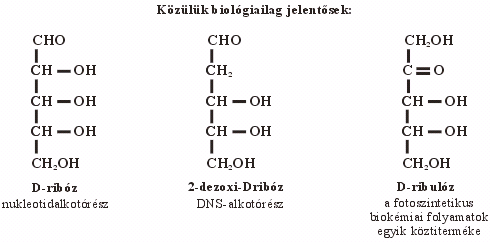 Közülük biológiailag jelentősek:
CHO
CH — OH
CH — OH
CH — OH
CH₂OH
D-ribóz
nukleotidalkotórész
CHO
CH₂
CH — OH
CH — OH
CH₂OH
2-dezoxi-Dribóz
DNS-alkotórész
CH₂OH
C = O
CH — OH
CH — OH
CH₂OH
D-ribulóz
a fotoszintetikus
biokémiai folyamatok
egyik köztiterméke